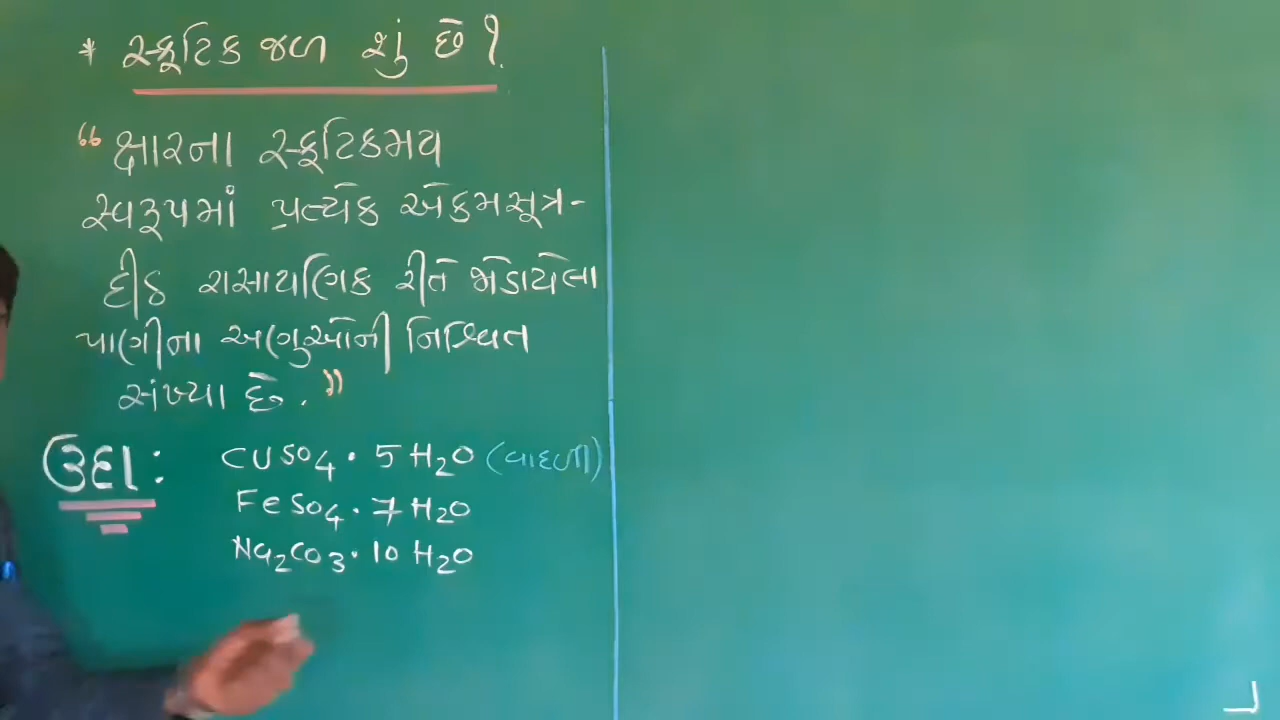 * સ્ફટિક જળ શું છે ?
“ ક્ષારના સ્ફટિકમય
સ્વરૂપમાં પ્રત્યેક એકમસૂત્ર-
દીઠ રાસાયણિક રીતે જોડાયેલા
પાણીના અણુઓની નિશ્ચિત
સંખ્યા છે. ”
ઉદા: CuSO4 · 5H2O (વાદળી)
FeSO4 · 7H2O
Na2CO3 · 10H2O